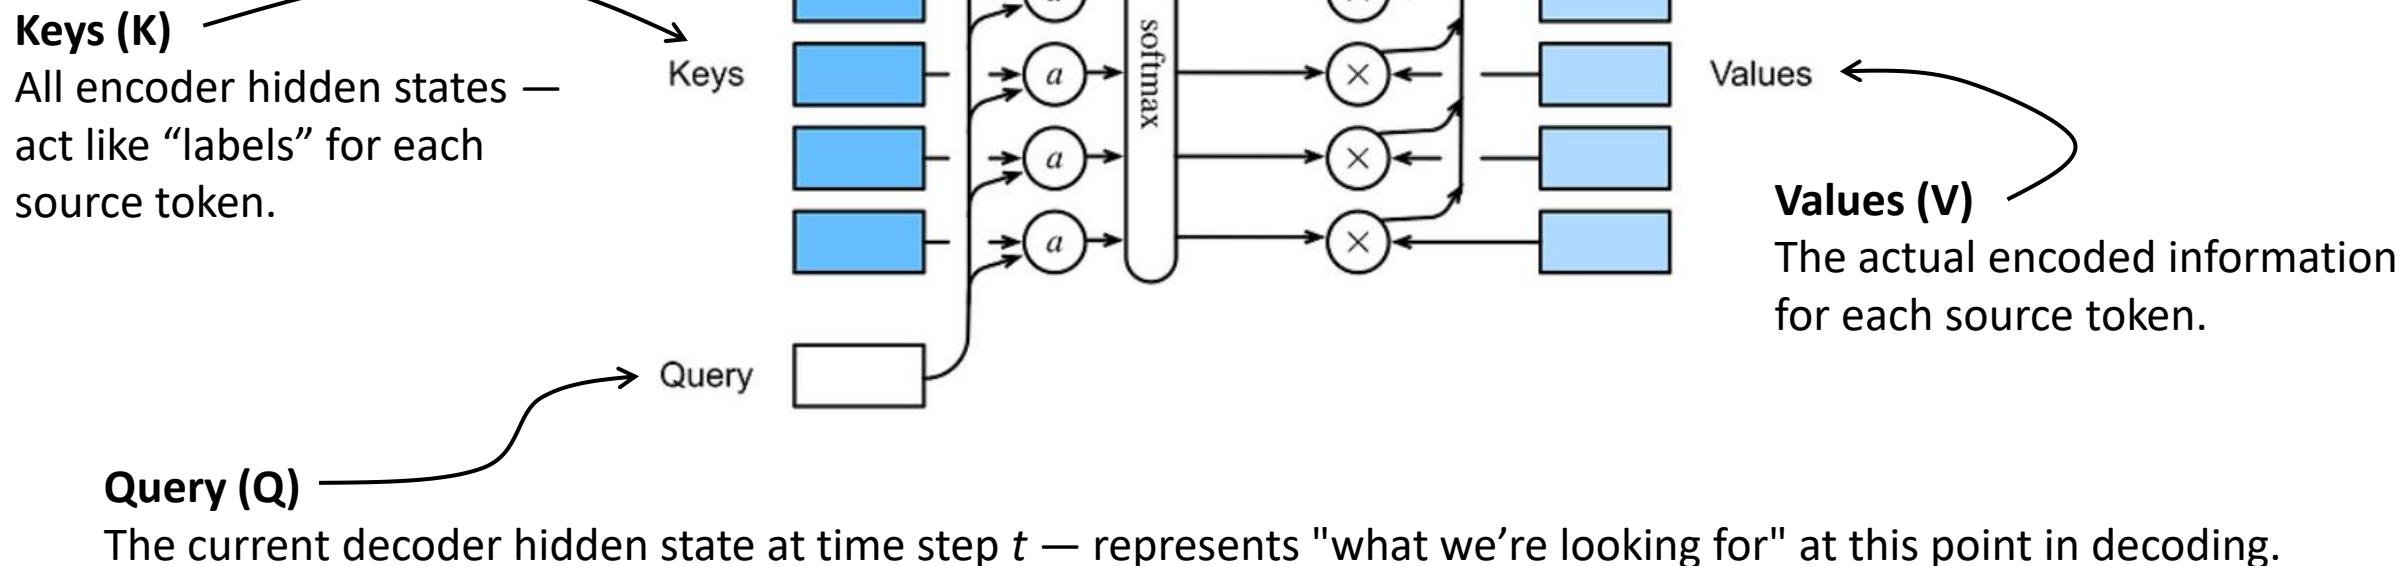 Keys (K)
All encoder hidden states —
act like “labels” for each
source token.
Keys
a
a
a
a
softmax
×
×
×
Values
Values (V)
The actual encoded information
for each source token.
Query
Query (Q)
The current decoder hidden state at time step t — represents "what we’re looking for" at this point in decoding.